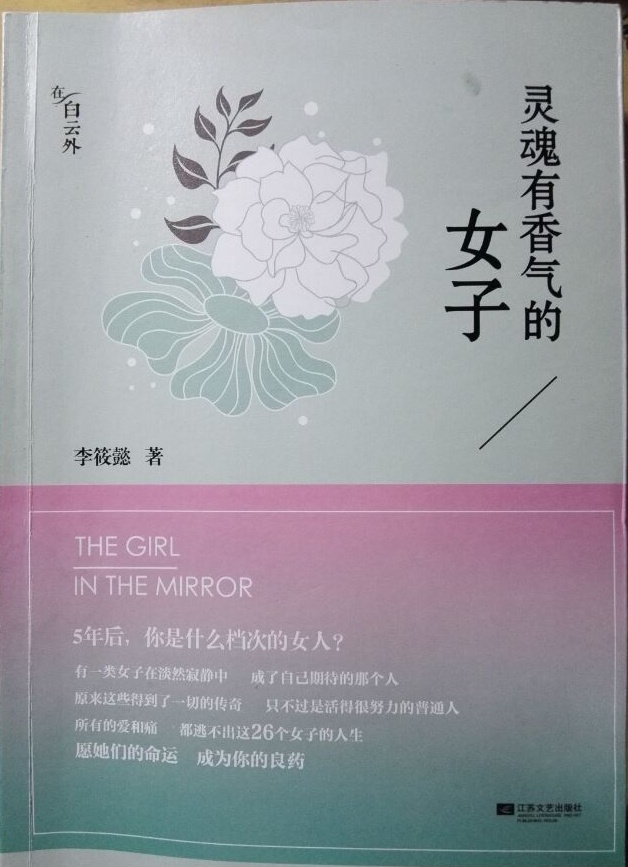 在/白云外
灵魂有香气的
女子
李筱懿 著
THE GIRL
IN THE MIRROR
5年后，你是什么档次的女人？
有一类女子在淡然寂静中 成了自己期待的那个人
原来这些得到了一切的传奇 只不过是活得很努力的普通人
所有的爱和痛 都逃不出这26个女子的人生
愿她们的命运 成为你的良药
江苏文艺出版社
JIANGSU LITERATURE AND ART
PUBLISHING HOUSE